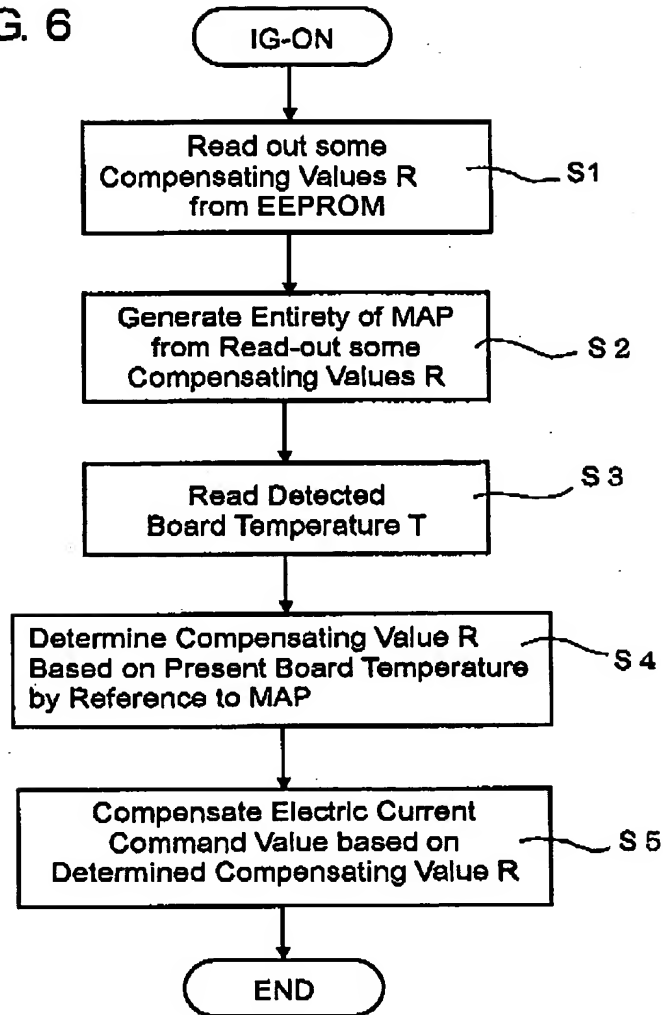 G. 6
IG-ON
Read out some
Compensating Values R
from EEPROM
S1
Generate Entirety of MAP
from Read-out some
Compensating Values R
S 2
Read Detected
Board Temperature T
S 3
Determine Compensating Value R
Based on Present Board Temperature
by Reference to MAP
S 4
Compensate Electric Current
Command Value based on
Determined Compensating Value R
S 5
END